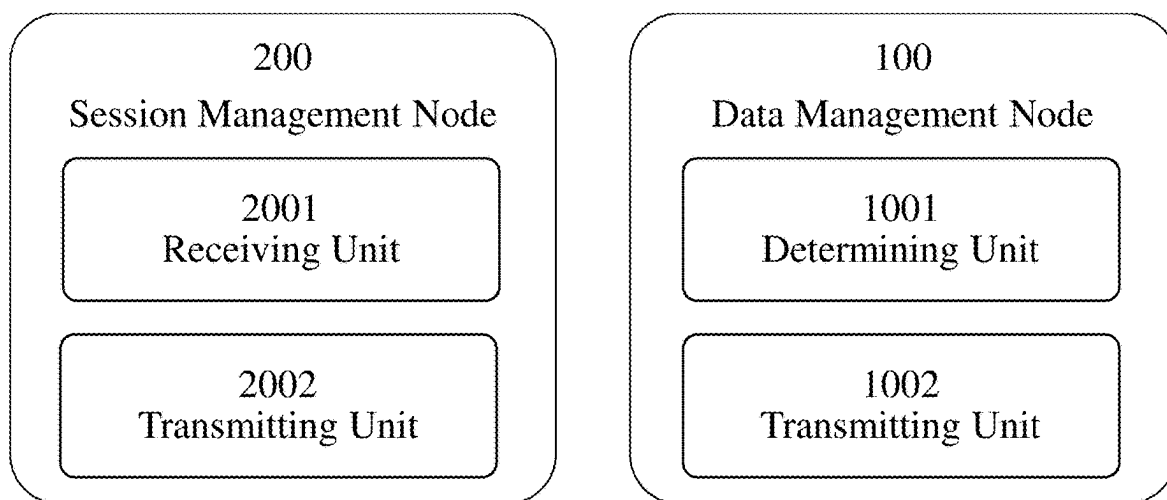 200
Session Management Node
2001
Receiving Unit
2002
Transmitting Unit
100
Data Management Node
1001
Determining Unit
1002
Transmitting Unit